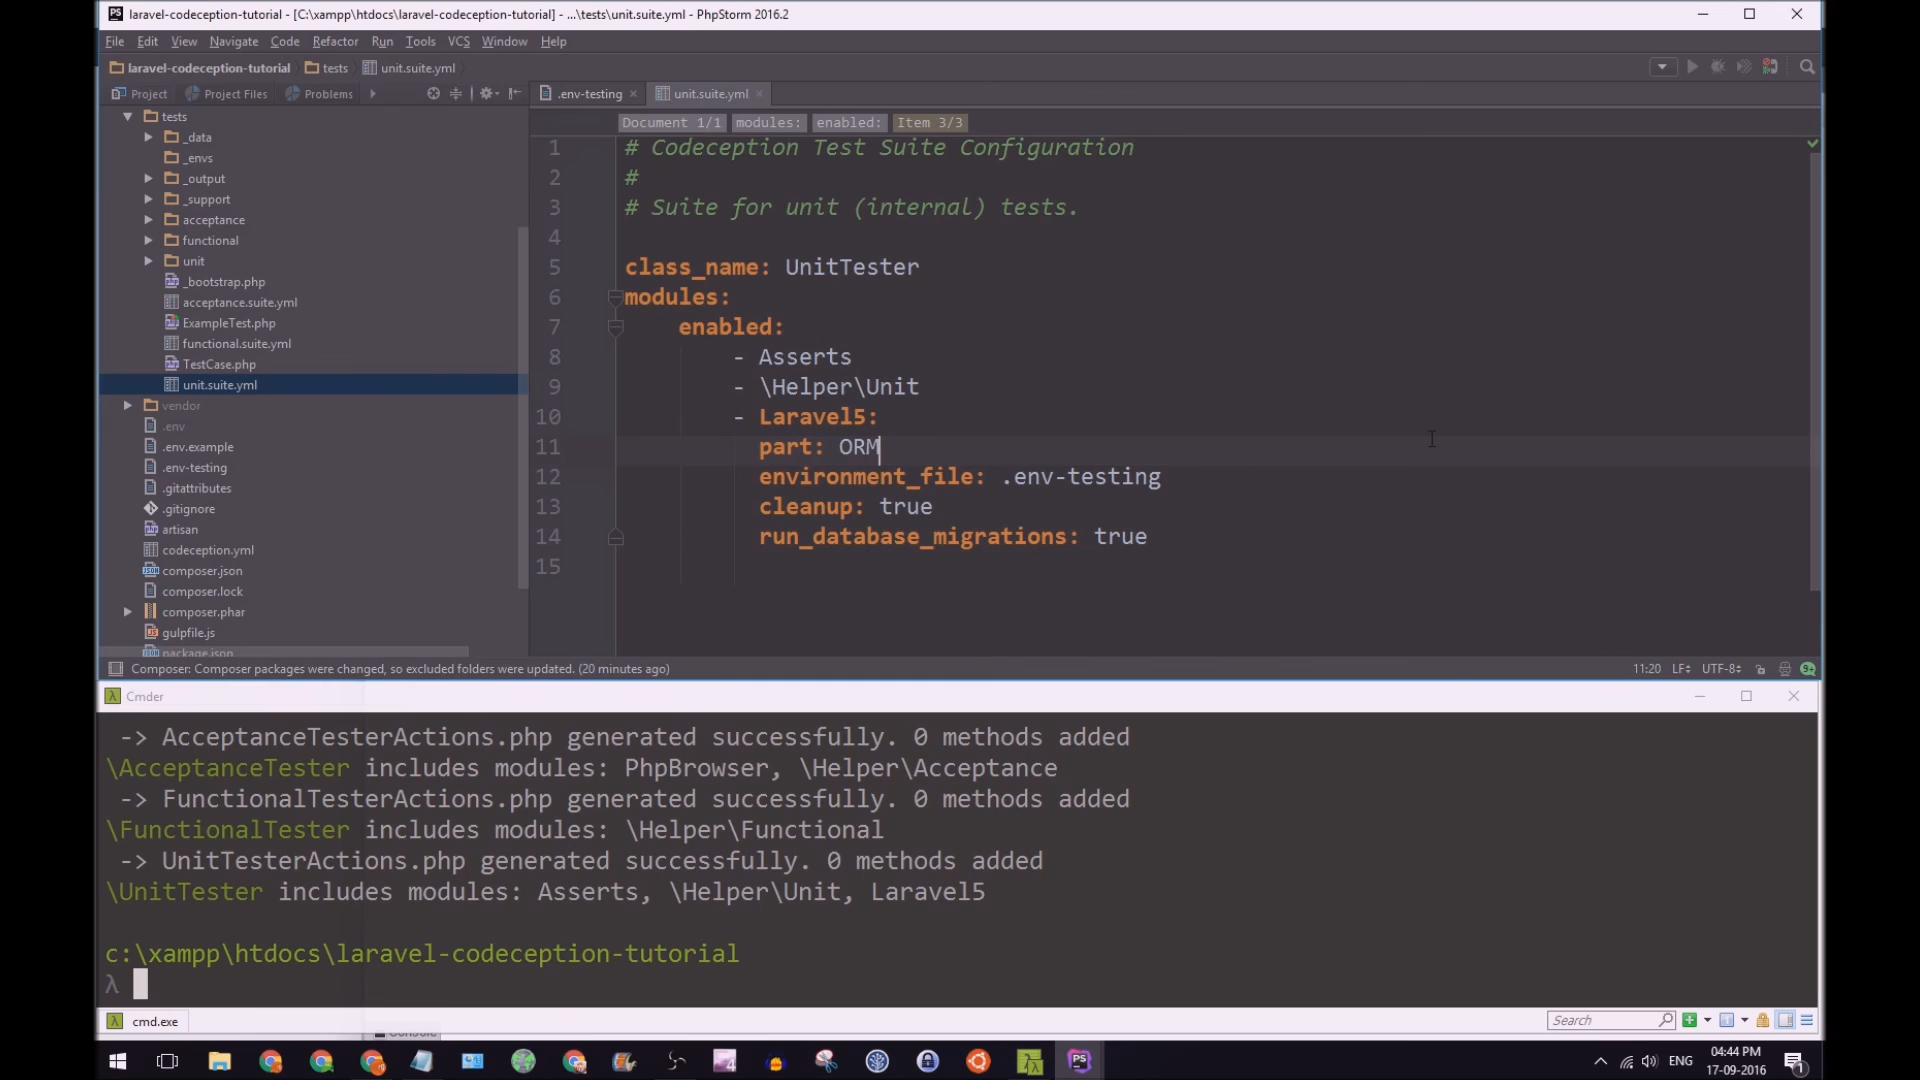 laravel-codeception-tutorial - [C:\xampp\htdocs\laravel-codeception-tutorial] - ...\tests\unit.suite.yml - PhpStorm 2016.2
File Edit View Navigate Code Refactor Run Tools VCS Window Help
laravel-codeception-tutorial tests unit.suite.yml
Project Project Files Problems
.env-testing unit.suite.yml
Document 1/1 modules: enabled: Item 3/3
tests
_data
_envs
_output
_support
acceptance
functional
unit
_bootstrap.php
acceptance.suite.yml
ExampleTest.php
functional.suite.yml
TestCase.php
unit.suite.yml
vendor
.env
.env.example
.env-testing
.gitattributes
.gitignore
artisan
codeception.yml
composer.json
composer.lock
composer.phar
gulpfile.js
package.json
1 # Codeception Test Suite Configuration
2 #
3 # Suite for unit (internal) tests.
4
5 class_name: UnitTester
6 modules:
7 enabled:
8 - Asserts
9 - \Helper\Unit
10 - Laravel5:
11 part: ORM
12 environment_file: .env-testing
13 cleanup: true
14 run_database_migrations: true
15
Composer: Composer packages were changed, so excluded folders were updated. (20 minutes ago)
11:20 LF UTF-8
Cmder
-> AcceptanceTesterActions.php generated successfully. 0 methods added
\AcceptanceTester includes modules: PhpBrowser, \Helper\Acceptance
-> FunctionalTesterActions.php generated successfully. 0 methods added
\FunctionalTester includes modules: \Helper\Functional
-> UnitTesterActions.php generated successfully. 0 methods added
\UnitTester includes modules: Asserts, \Helper\Unit, Laravel5
c:\xampp\htdocs\laravel-codeception-tutorial
λ
cmd.exe
Search
Console
ENG
04:44 PM
17-09-2016